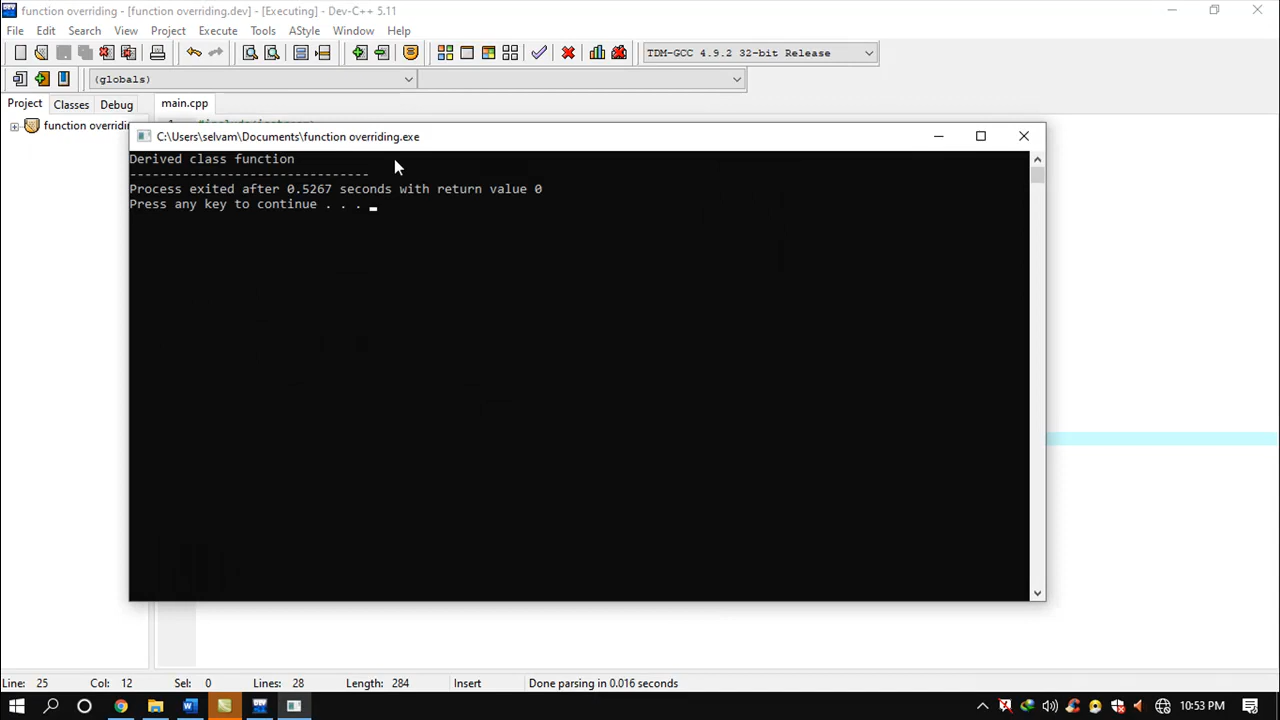 function overriding - [function overriding.dev] - [Executing] - Dev-C++ 5.11
File Edit Search View Project Execute Tools AStyle Window Help
TDM-GCC 4.9.2 32-bit Release
(globals)
Project Classes Debug
main.cpp
function overridin
C:\Users\selvam\Documents\function overriding.exe
Derived class function
--------------------------------
Process exited after 0.5267 seconds with return value 0
Press any key to continue . . .
Line: 25 Col: 12 Sel: 0 Lines: 28 Length: 284 Insert Done parsing in 0.016 seconds
10:53 PM